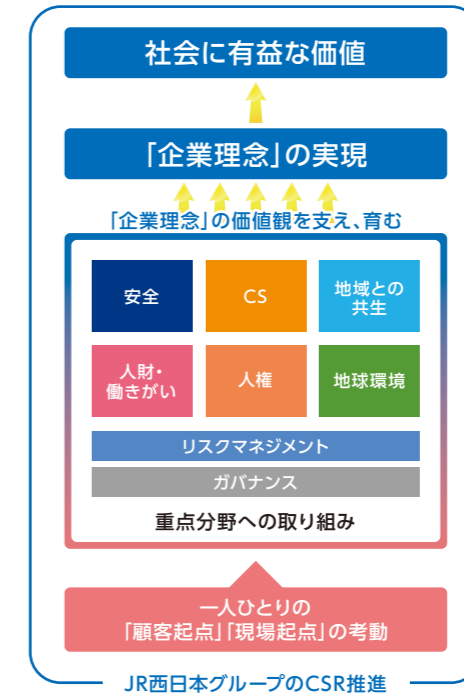 社会に有益な価値
「企業理念」の実現
「企業理念」の価値観を支え、育む
安全
CS
地域との
共生
人財・
働きがい
人権
地球環境
リスクマネジメント
ガバナンス
重点分野への取り組み
一人ひとりの
「顧客起点」「現場起点」の考動
JR西日本グループのCSR推進